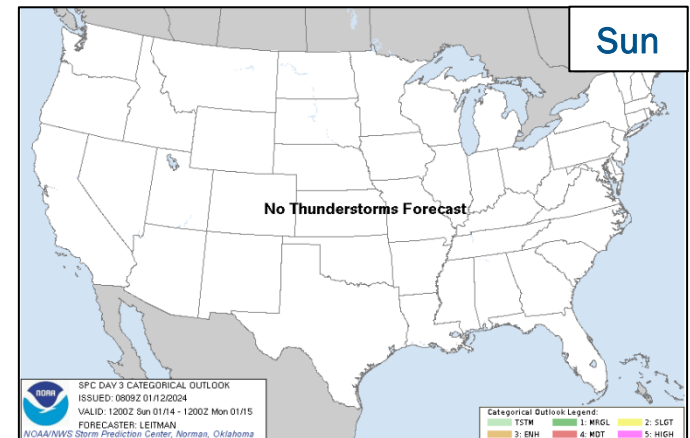 Sun
No Thunderstorms Forecast
NOAA
SPC DAY 3 CATEGORICAL OUTLOOK
ISSUED: 0809Z 01/12/2024
VALID: 1200Z Sun 01/14 - 1200Z Mon 01/15
FORECASTER: LEITMAN
NOAA/NWS Storm Prediction Center, Norman, Oklahoma
Categorical Outlook Legend:
TSTM 1: MRGL 2: SLGT
3: ENH 4: MDT 5: HIGH